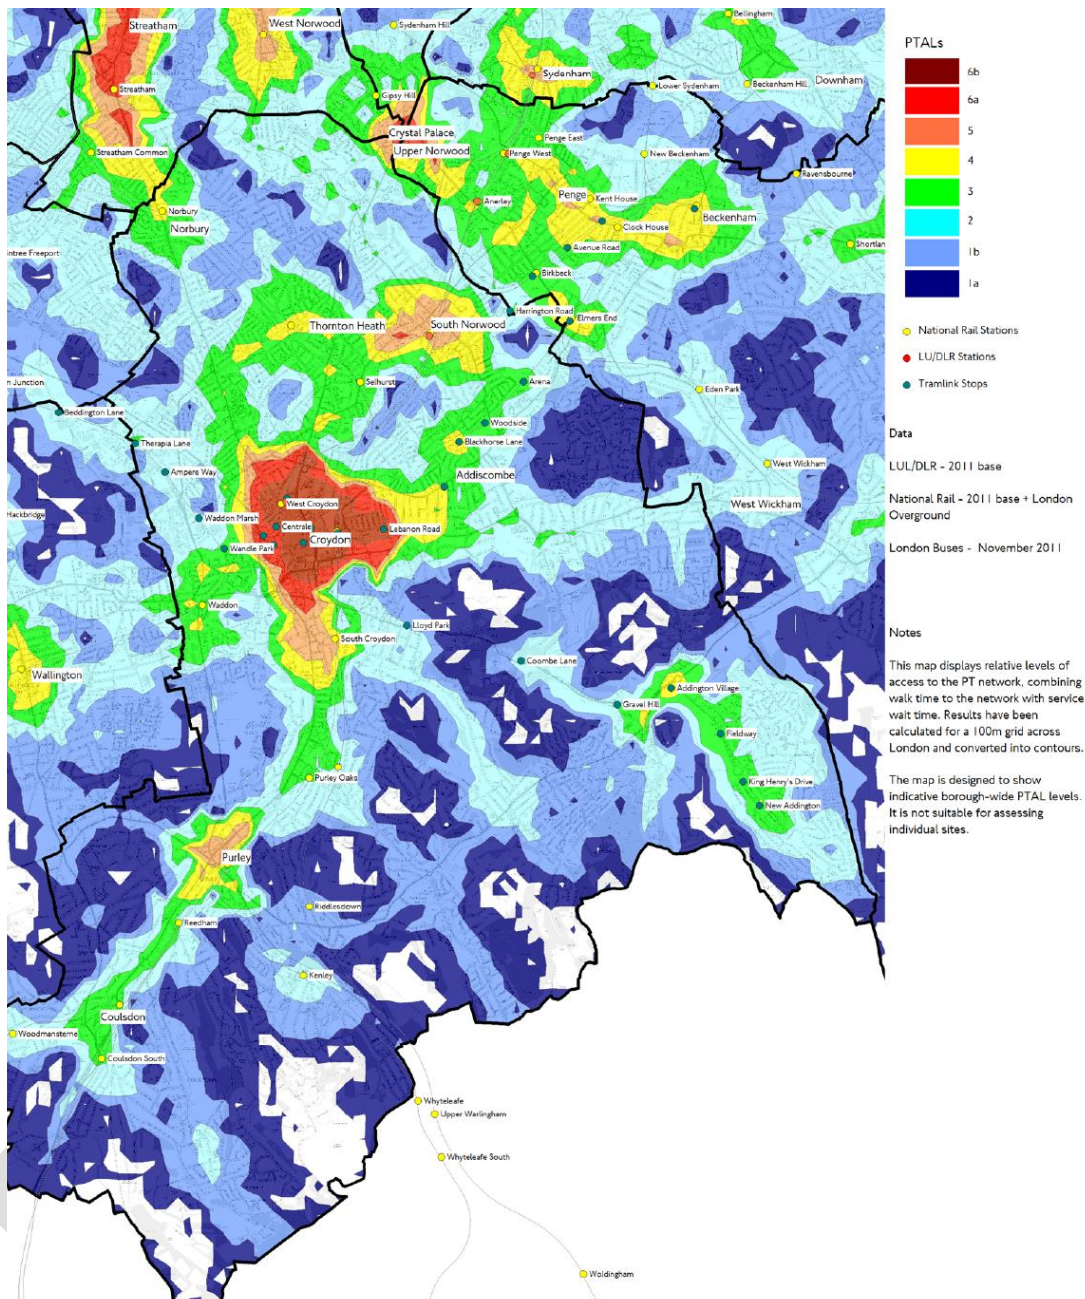 Streatham
West Norwood
Sydenham Hill
Bellingham
Sydenham
Streatham
Gipsy Hill
Lower Sydenham
Beckenham Hill
Downham
Crystal Palace,
Upper Norwood
Penge East
Streatham Common
Penge West
New Beckenham
Ravensbourne
Penge
Kent House
Anerley
Norbury
Beckenham
Norbury
Clock House
Avenue Road
Shortlan
intree Freeport
Birkbeck
Harrington Road
Elmers End
Thornton Heath
South Norwood
n Junction
Selhurst
Arena
Eden Park
Beddington Lane
Woodside
Therapia Lane
Blackhorse Lane
Ampere Way
Addiscombe
West Wickham
West Croydon
West Wickham
Hackbridge
Waddon Marsh
Centrale
Lebanon Road
Croydon
Wandle Park
Waddon
Lloyd Park
South Croydon
Wallington
Coombe Lane
Addington Village
Gravel Hill
Fieldway
Purley Oaks
King Henry's Drive
New Addington
Purley
Riddlesdown
Reedham
Kenley
Coulsdon
Woodmansterne
Coulsdon South
Whyteleafe
Upper Warlingham
Whyteleafe South
Woldingham
PTALs
6b
6a
5
4
3
2
1b
1a
National Rail Stations
LU/DLR Stations
Tramlink Stops
Data
LUL/DLR - 2011 base
National Rail - 2011 base + London
Overground
London Buses - November 2011
Notes
This map displays relative levels of
access to the PT network, combining
walk time to the network with service
wait time. Results have been
calculated for a 100m grid across
London and converted into contours.
The map is designed to show
indicative borough-wide PTAL levels.
It is not suitable for assessing
individual sites.